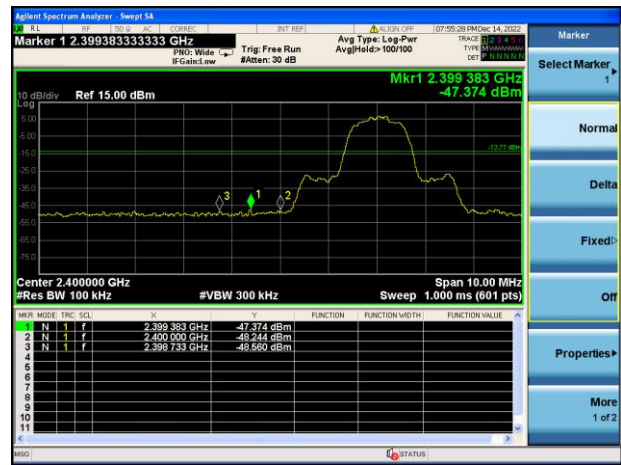 Agilent Spectrum Analyzer - Swept SA
RL RF 50 Ω AC CORREC INT REF ALIGN OFF 07:55:28 PM Dec 14, 2022
Marker 1 2.399383333333 GHz
PNO: Wide
IFGain:Low
Trig: Free Run
#Atten: 30 dB
Avg Type: Log-Pwr
Avg|Hold:>100/100
TRACE 1 2 3 4 5 6
TYPE M
DET P N N N N N
Mkr1 2.399 383 GHz
-47.374 dBm
10 dB/div Ref 15.00 dBm
Log
5.00
-5.00
-15.0
-25.0
-35.0
-45.0
-55.0
-65.0
-75.0
-13.77 dBm
3 1 2
Center 2.400000 GHz Span 10.00 MHz
#Res BW 100 kHz #VBW 300 kHz Sweep 1.000 ms (601 pts)
MKR MODE TRC SCL X Y FUNCTION FUNCTION WIDTH FUNCTION VALUE
1 N 1 f 2.399 383 GHz -47.374 dBm
2 N 1 f 2.400 000 GHz -48.244 dBm
3 N 1 f 2.398 733 GHz -48.560 dBm
4
5
6
7
8
9
10
11
MSG STATUS
Marker
Select Marker
1
Normal
Delta
Fixed
Off
Properties
More
1 of 2